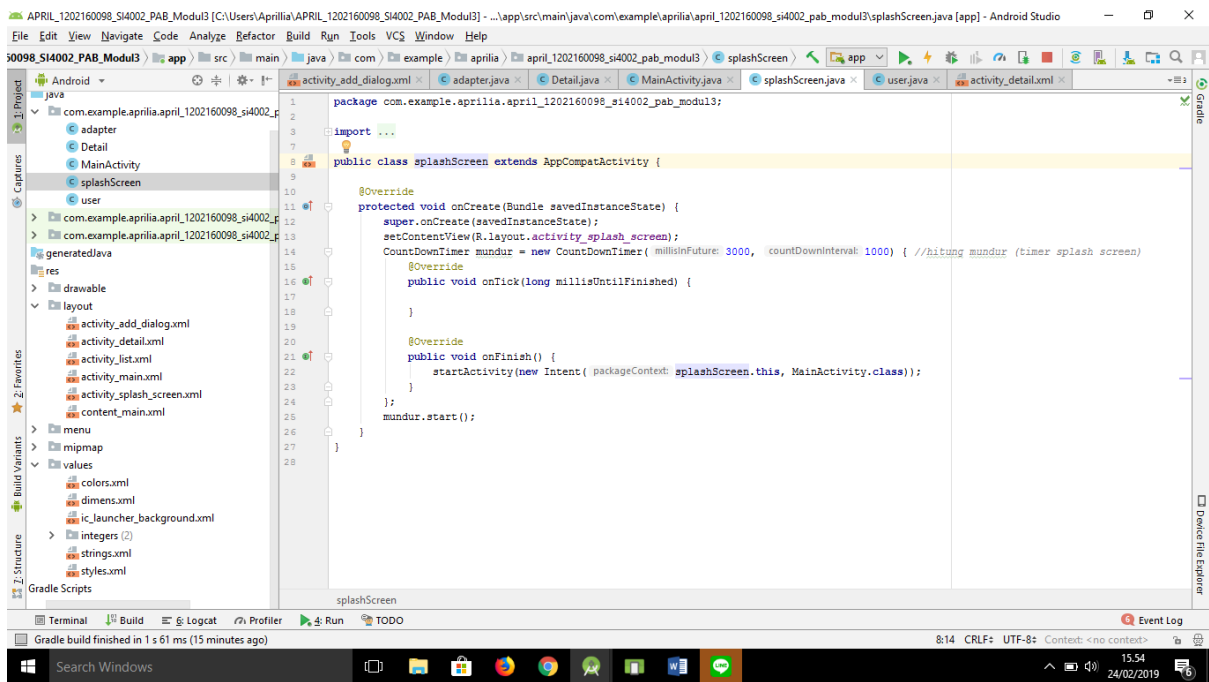 APRIL_1202160098_SI4002_PAB_Modul3 [C:\Users\Aprillia\APRIL_1202160098_SI4002_PAB_Modul3] - ...\app\src\main\java\com\example\aprilia\april_1202160098_si4002_pab_modul3\splashScreen.java [app] - Android Studio
File Edit View Navigate Code Analyze Refactor Build Run Tools VCS Window Help
60098_SI4002_PAB_Modul3 app src main java com example aprilia april_1202160098_si4002_pab_modul3 splashScreen app
Android
activity_add_dialog.xml adapter.java Detail.java MainActivity.java splashScreen.java user.java activity_detail.xml
1: Project
Captures
2: Favorites
Build Variants
7: Structure
java
com.example.aprilia.april_1202160098_si4002_p
adapter
Detail
MainActivity
splashScreen
user
com.example.aprilia.april_1202160098_si4002_p
com.example.aprilia.april_1202160098_si4002_p
generatedJava
res
drawable
layout
activity_add_dialog.xml
activity_detail.xml
activity_list.xml
activity_main.xml
activity_splash_screen.xml
content_main.xml
menu
mipmap
values
colors.xml
dimens.xml
ic_launcher_background.xml
integers (2)
strings.xml
styles.xml
Gradle Scripts
1 package com.example.aprilia.april_1202160098_si4002_pab_modul3;
2
3 import ...
7
8 public class splashScreen extends AppCompatActivity {
9
10 @Override
11 protected void onCreate(Bundle savedInstanceState) {
12 super.onCreate(savedInstanceState);
13 setContentView(R.layout.activity_splash_screen);
14 CountDownTimer mundur = new CountDownTimer( millisInFuture: 3000, countDownInterval: 1000) { //hitung mundur (timer splash screen)
15 @Override
16 public void onTick(long millisUntilFinished) {
17
18 }
19
20 @Override
21 public void onFinish() {
22 startActivity(new Intent( packageContext: splashScreen.this, MainActivity.class));
23 }
24 };
25 mundur.start();
26 }
27 }
28
splashScreen
Gradle
Device File Explorer
Terminal Build 6: Logcat Profiler 4: Run TODO Event Log
Gradle build finished in 1 s 61 ms (15 minutes ago) 8:14 CRLF UTF-8 Context: <no context>
Search Windows
15.54
24/02/2019